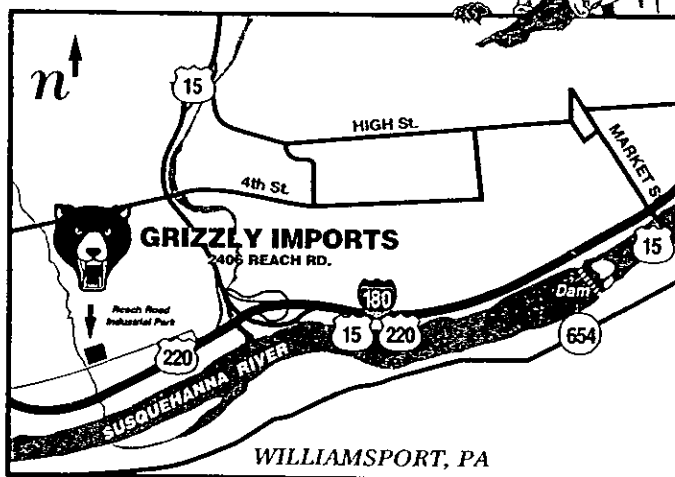 n
15
HIGH St.
MARKET S
4th St.
GRIZZLY IMPORTS
2406 REACH RD.
15
180
Dam
Reach Road
Industrial Park
15
220
654
220
SUSQUEHANNA RIVER
WILLIAMSPORT, PA